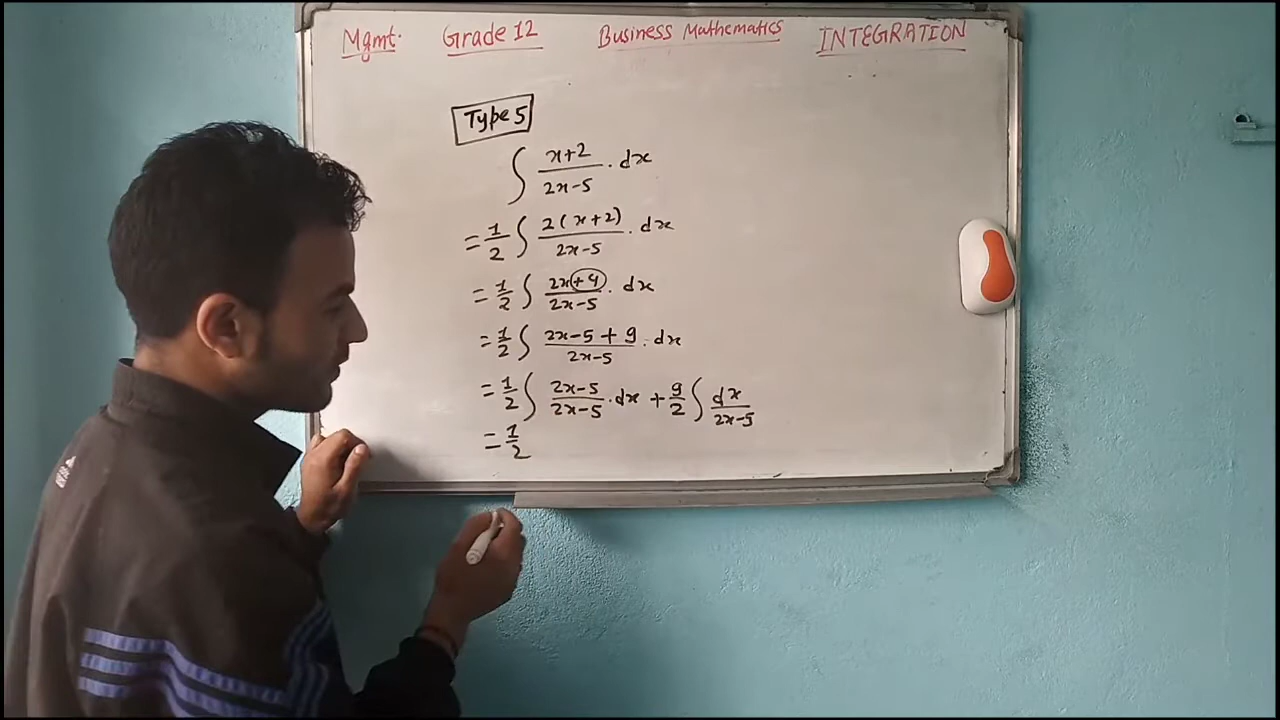 Mgmt. Grade 12 Business Mathematics INTEGRATION
Type 5
∫ x+2/2x-5 . dx
= 1/2 ∫ 2(x+2)/2x-5 . dx
= 1/2 ∫ 2x+4/2x-5 . dx
= 1/2 ∫ 2x-5+9/2x-5 . dx
= 1/2 ∫ 2x-5/2x-5 . dx + 9/2 ∫ dx/2x-5
= 1/2